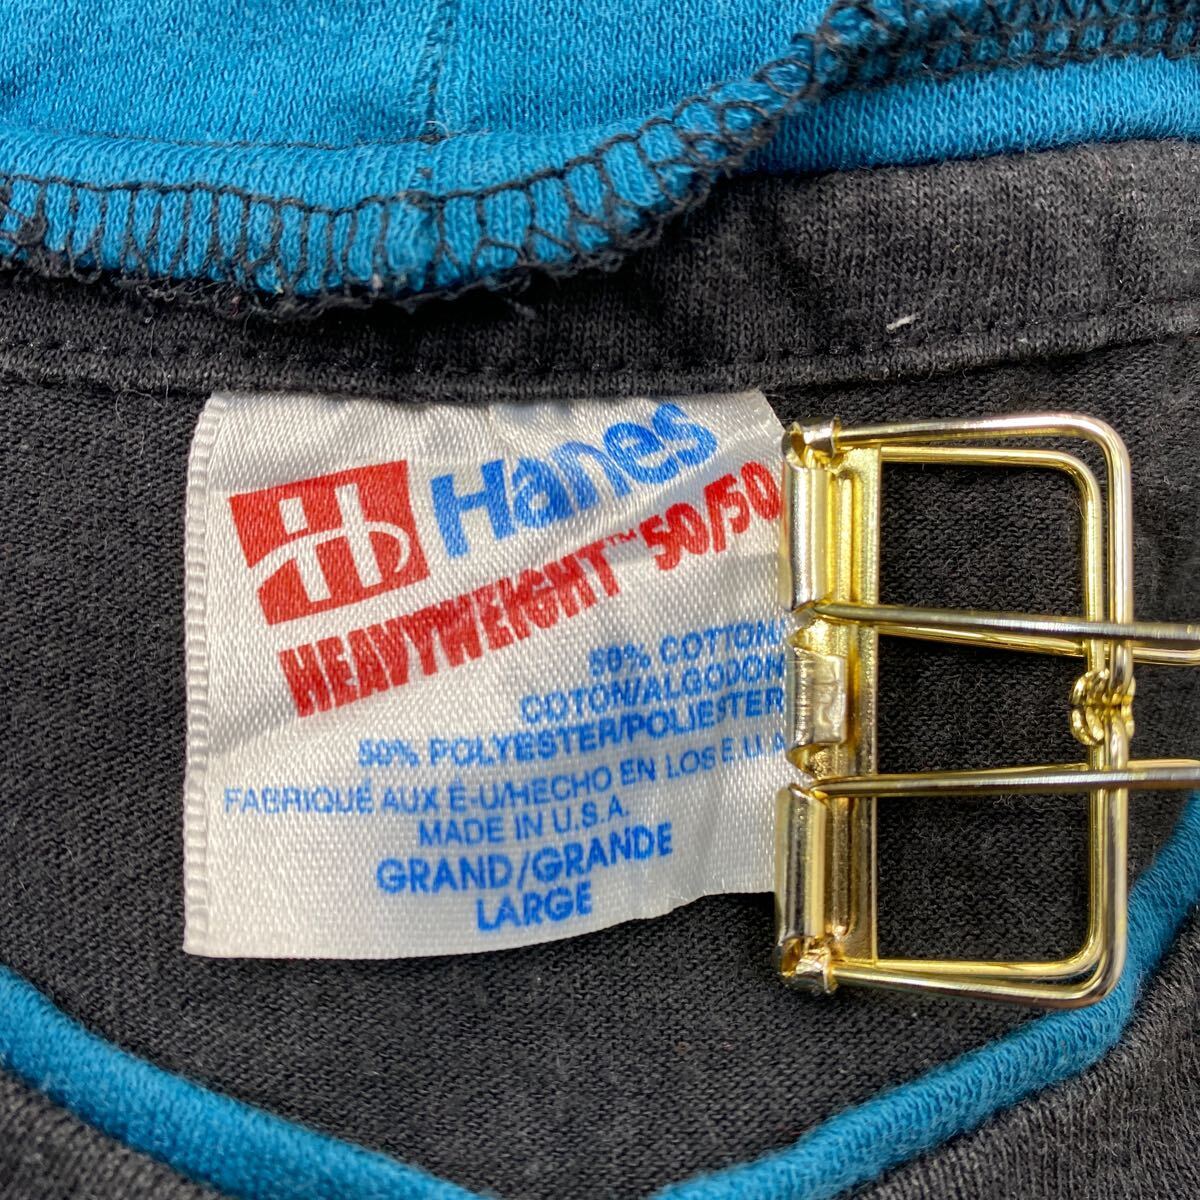 Hanes
HEAVYWEIGHT™ 50/50
50% COTTON
COTON/ALGODON
50% POLYESTER/POLIESTER
FABRIQUÉ AUX É-U/HECHO EN LOS E.U.A
MADE IN U.S.A.
GRAND/GRANDE
LARGE